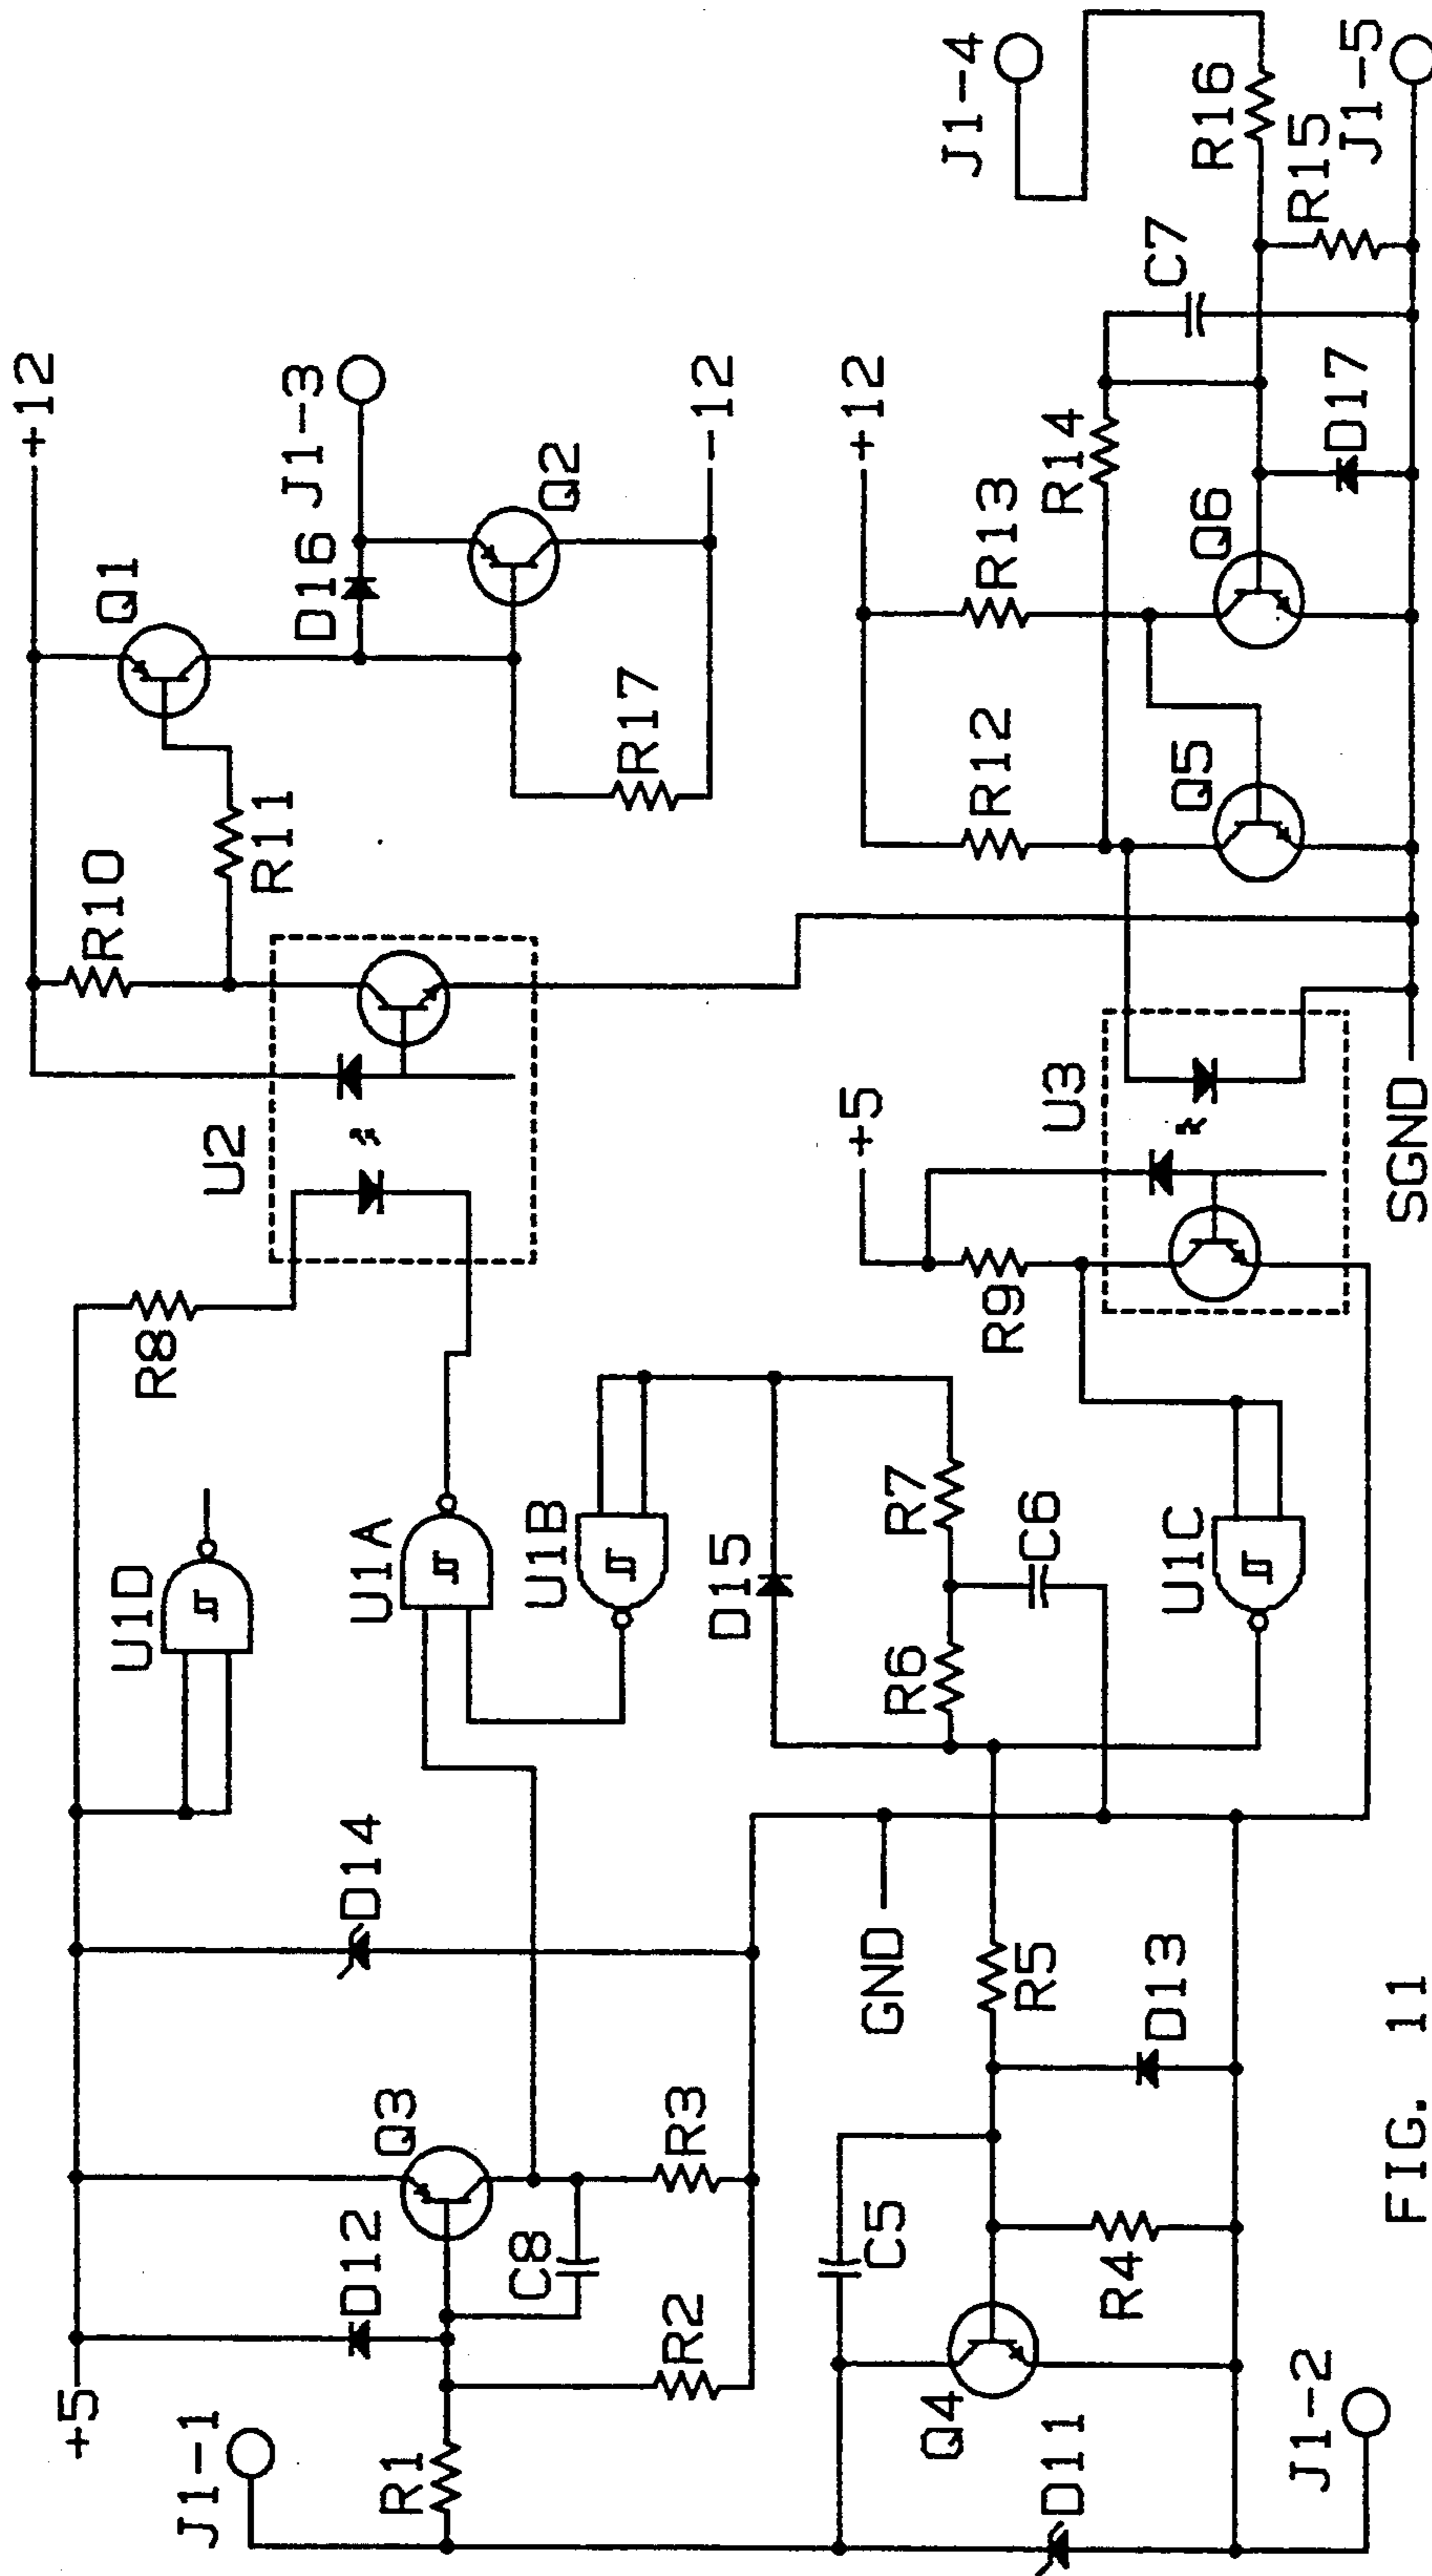 +5
J1-1
R1
D12
Q3
C8
R2
R3
D14
U1D
U1A
U1B
R8
U2
R10
R11
Q1
+12
D16
J1-3
Q2
R17
-12
Q4
D11
J1-2
C5
R4
D13
R5
GND
D15
R6
R7
C6
U1C
R9
+5
U3
SGND
R12
R13
+12
Q5
Q6
R14
D17
C7
R15
R16
J1-4
J1-5
FIG. 11